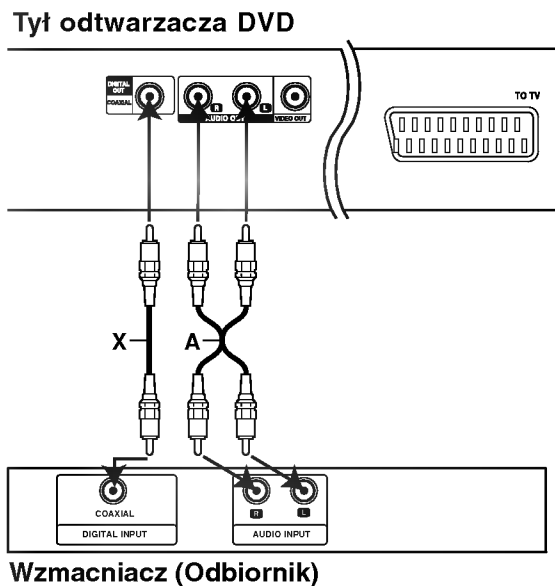 Tył odtwarzacza DVD
DIGITAL
OUT
COAXIAL
R
L
AUDIO OUT
VIDEO OUT
TO TV
X
A
COAXIAL
DIGITAL INPUT
R
L
AUDIO INPUT
Wzmacniacz (Odbiornik)